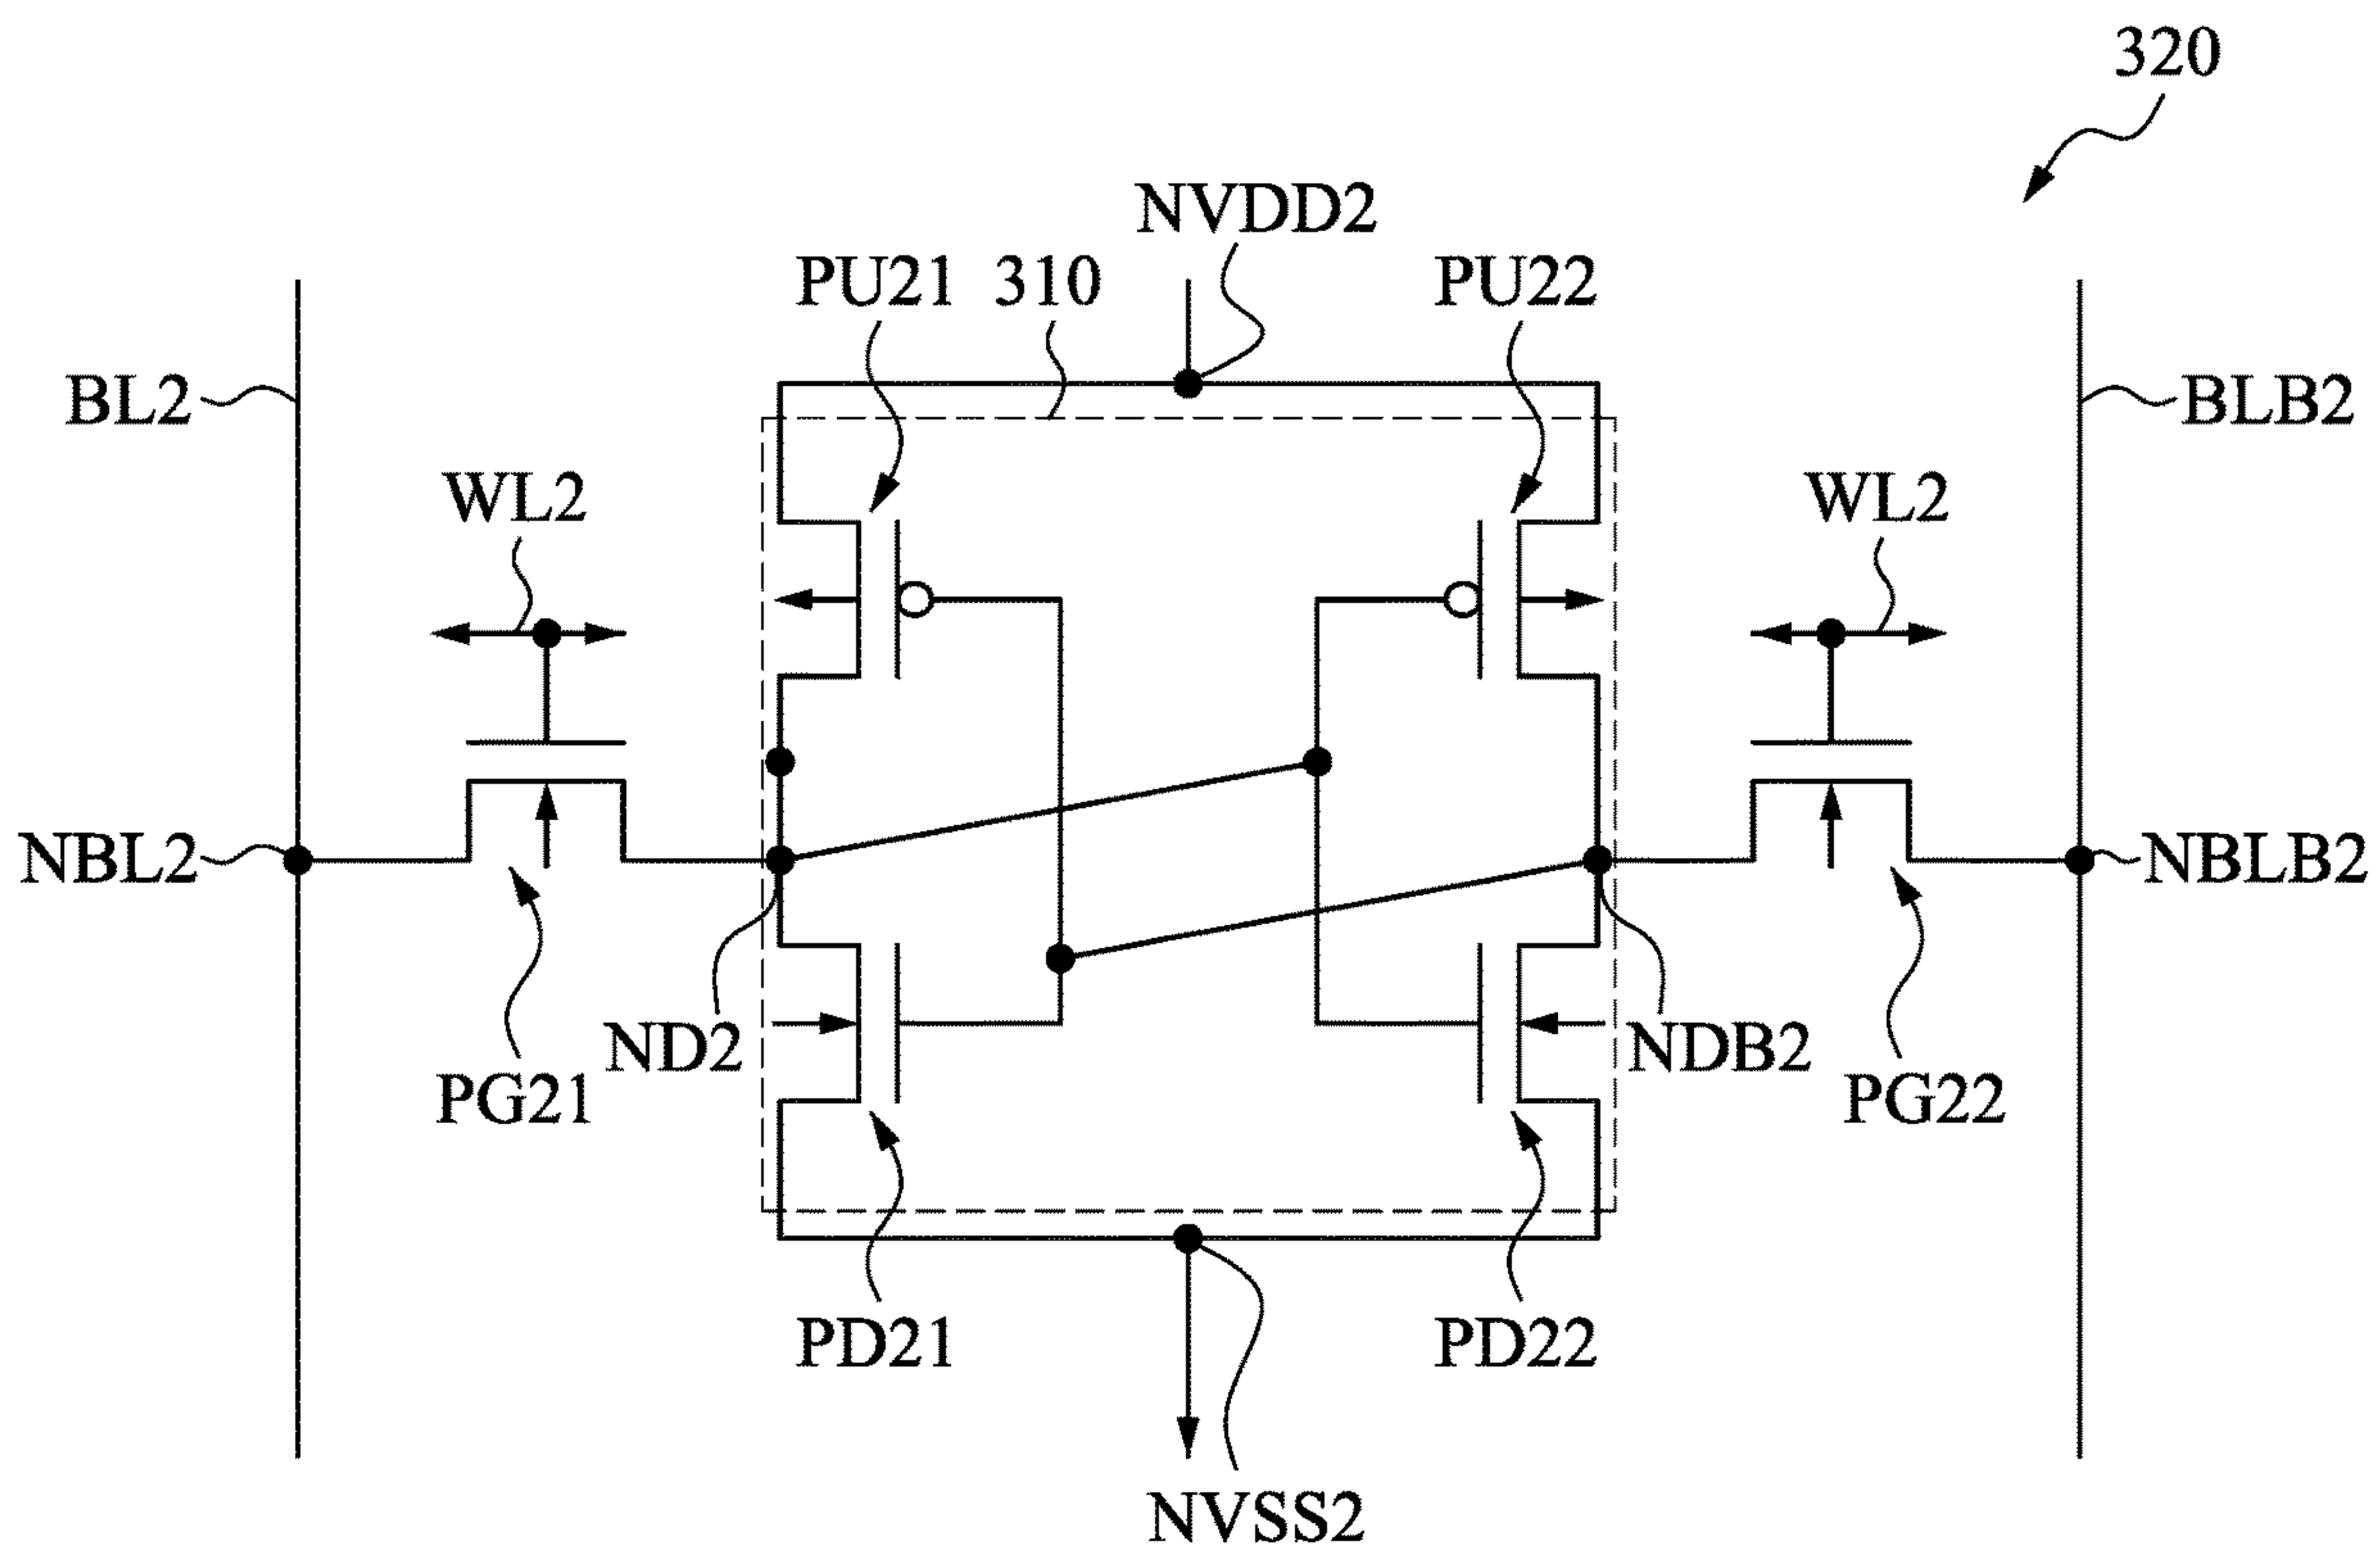 320
NVDD2
PU21
310
PU22
BL2
BLB2
WL2
WL2
NBL2
NBLB2
ND2
NDB2
PG21
PG22
PD21
PD22
NVSS2